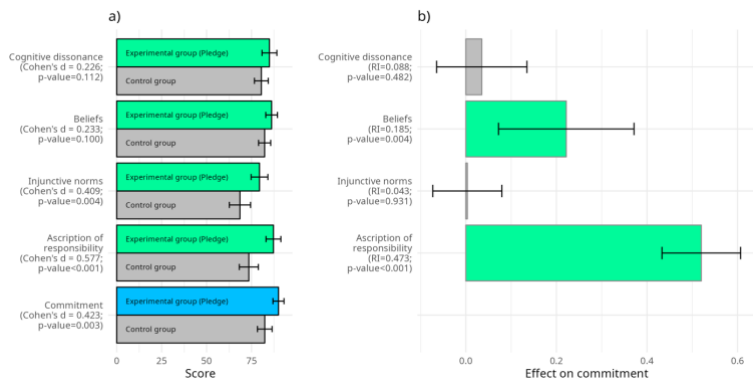 a)
Cognitive dissonance
(Cohen's d = 0.226;
p-value=0.112)
Experimental group (Pledge)
Control group
Beliefs
(Cohen's d = 0.233;
p-value=0.100)
Experimental group (Pledge)
Control group
Injunctive norms
(Cohen's d = 0.409;
p-value=0.004)
Experimental group (Pledge)
Control group
Ascription of
responsibility
(Cohen's d = 0.577;
p-value<0.001)
Experimental group (Pledge)
Control group
Commitment
(Cohen's d = 0.423;
p-value=0.003)
Experimental group (Pledge)
Control group
0 25 50 75
Score
b)
Cognitive dissonance
(RI=0.088;
p-value=0.482)
Beliefs
(RI=0.185;
p-value=0.004)
Injunctive norms
(RI=0.043;
p-value=0.931)
Ascription of
responsibility
(RI=0.473;
p-value<0.001)
0.0 0.2 0.4 0.6
Effect on commitment